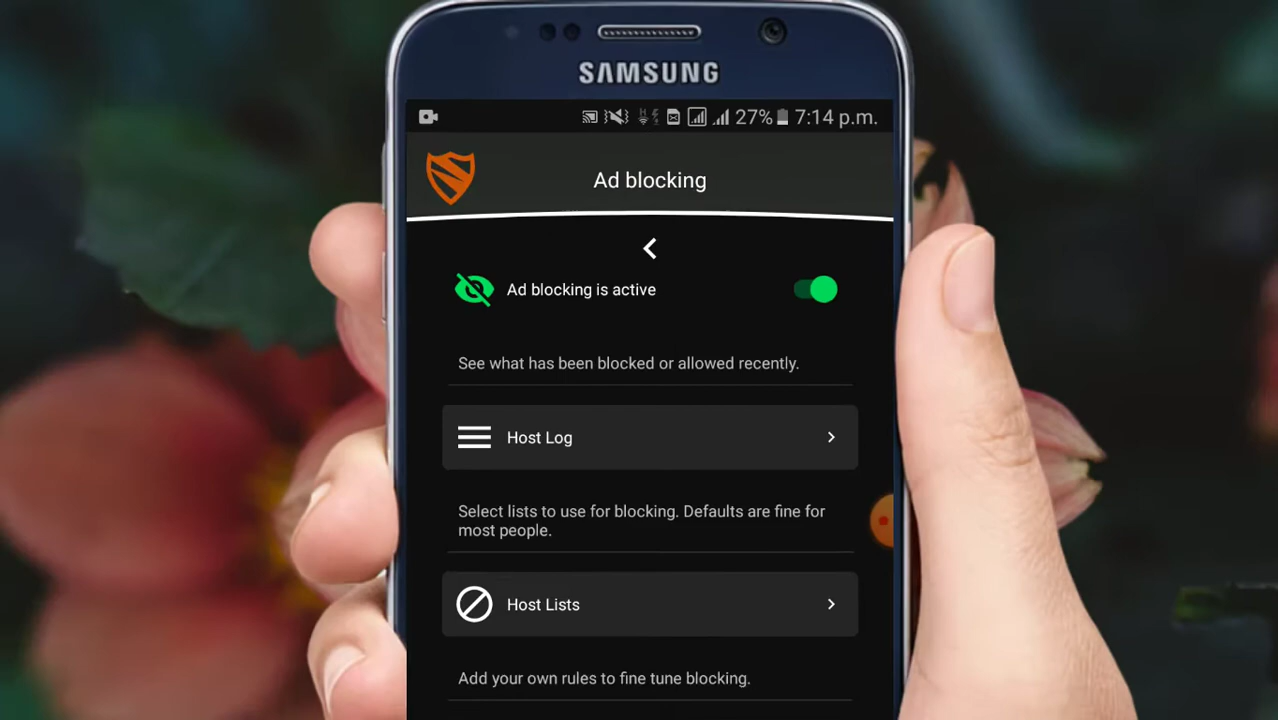 SAMSUNG
27% 7:14 p.m.
Ad blocking
Ad blocking is active
See what has been blocked or allowed recently.
Host Log
Select lists to use for blocking. Defaults are fine for
most people.
Host Lists
Add your own rules to fine tune blocking.